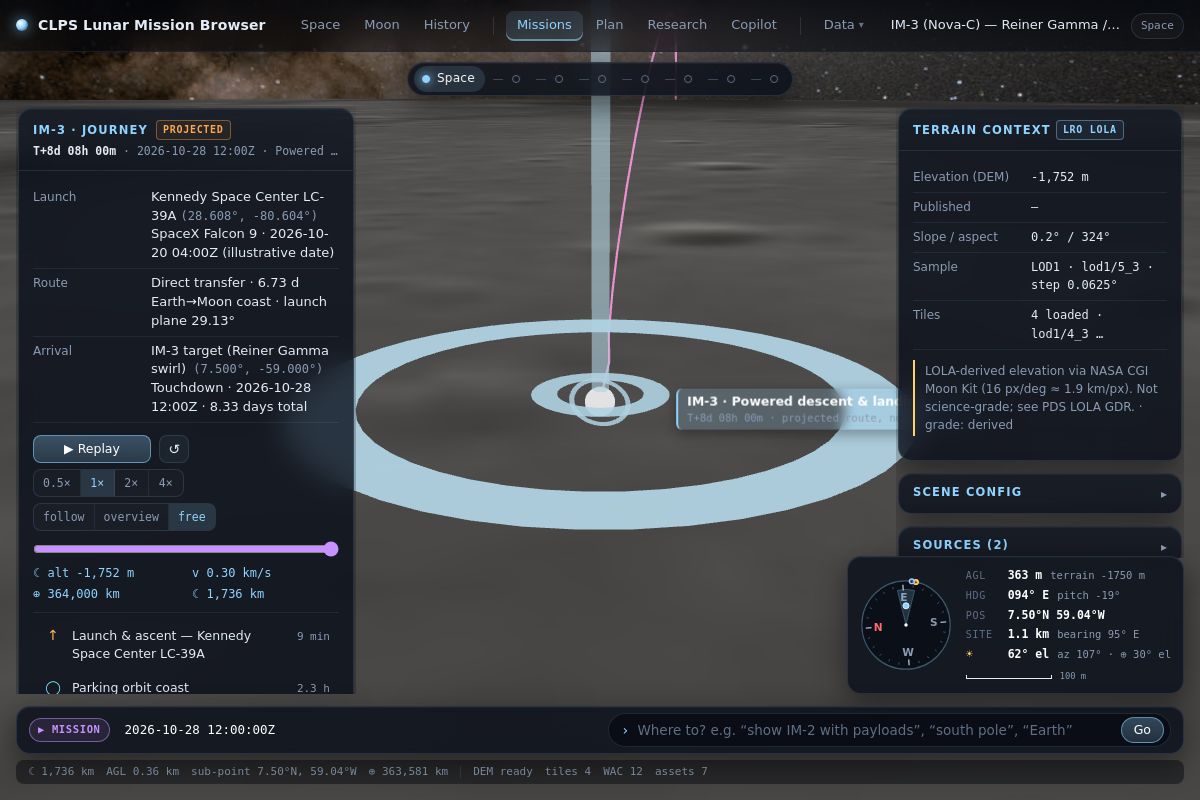 CLPS Lunar Mission Browser
Space Moon History Missions Plan Research Copilot Data ▾ IM-3 (Nova-C) — Reiner Gamma /… Space
Space
IM-3 · JOURNEY PROJECTED
T+8d 08h 00m · 2026-10-28 12:00Z · Powered …
Launch
Kennedy Space Center LC-
39A (28.608°, -80.604°)
SpaceX Falcon 9 · 2026-10-
20 04:00Z (illustrative date)
Route
Direct transfer · 6.73 d
Earth→Moon coast · launch
plane 29.13°
Arrival
IM-3 target (Reiner Gamma
swirl) (7.500°, -59.000°)
Touchdown · 2026-10-28
12:00Z · 8.33 days total
▶ Replay ↺
0.5× 1× 2× 4×
follow overview free
☾ alt -1,752 m v 0.30 km/s
⊕ 364,000 km ☾ 1,736 km
↑ Launch & ascent — Kennedy 9 min
Space Center LC-39A
Parking orbit coast 2.3 h
IM-3 · Powered descent & lan
T+8d 08h 00m · projected route, n
TERRAIN CONTEXT LRO LOLA
Elevation (DEM) -1,752 m
Published —
Slope / aspect 0.2° / 324°
Sample LOD1 · lod1/5_3 ·
step 0.0625°
Tiles 4 loaded ·
lod1/4_3 …
LOLA-derived elevation via NASA CGI
Moon Kit (16 px/deg ≈ 1.9 km/px). Not
science-grade; see PDS LOLA GDR. ·
grade: derived
SCENE CONFIG ▸
SOURCES (2) ▸
E
N S
W
AGL 363 m terrain -1750 m
HDG 094° E pitch -19°
POS 7.50°N 59.04°W
SITE 1.1 km bearing 95° E
☀ 62° el az 107° · ⊕ 30° el
100 m
▶ MISSION 2026-10-28 12:00:00Z
› Where to? e.g. “show IM-2 with payloads”, “south pole”, “Earth” Go
☾ 1,736 km AGL 0.36 km sub-point 7.50°N, 59.04°W ⊕ 363,581 km DEM ready tiles 4 WAC 12 assets 7